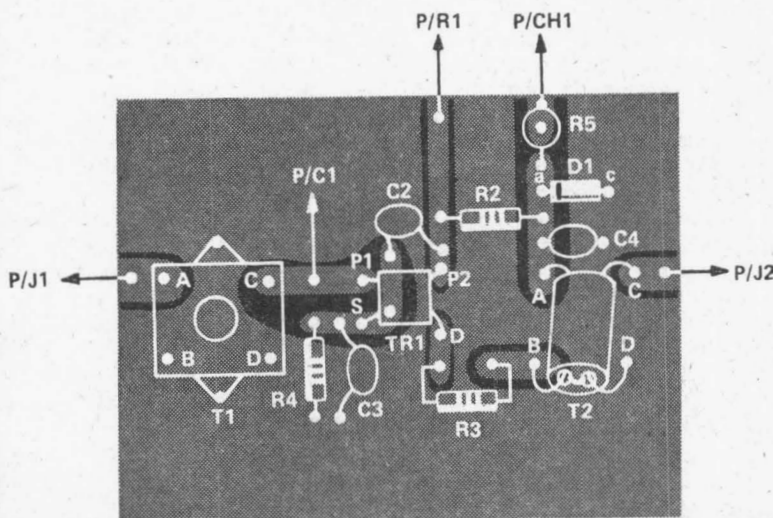 P/R1 P/CH1
R5
P/C1 a D1 c
C2 R2
C4
P/J1 A C P1 P2 A C P/J2
S
B D TR1 D B D
T1 R4 C3 R3 T2